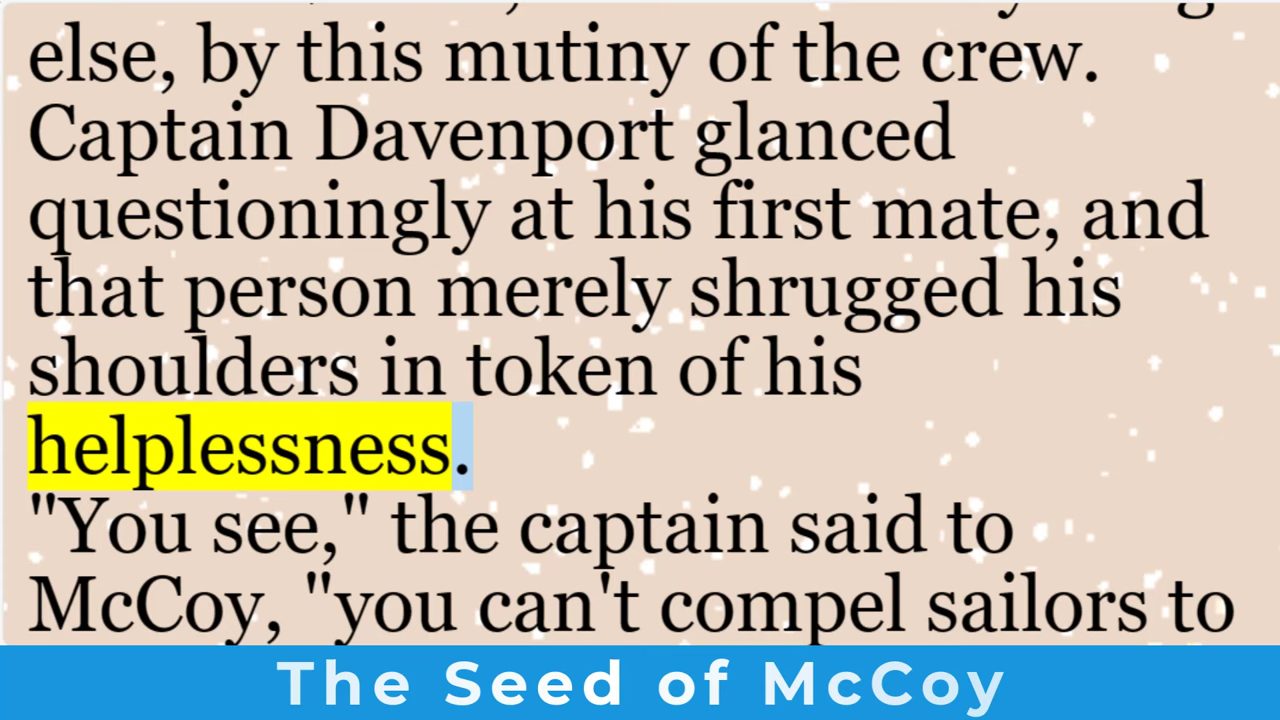 else, by this mutiny of the crew.
Captain Davenport glanced
questioningly at his first mate, and
that person merely shrugged his
shoulders in token of his
helplessness.
"You see," the captain said to
McCoy, "you can't compel sailors to
The Seed of McCoy